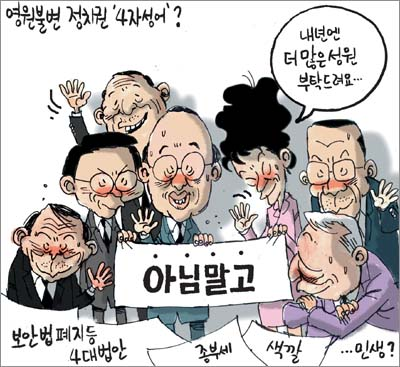 영원불변 정치권 '4자성어'?
내년엔
더 많은 성원
부탁드려요...
아님말고
보안법 폐지등
4대법안
종부세
색깔
...민생?